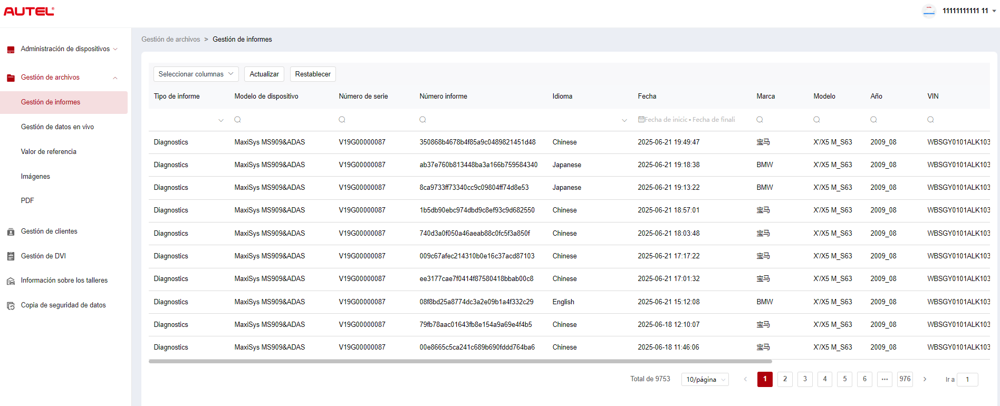 AUTEL®
11111111111 11
Administración de dispositivos
Gestión de archivos
Gestión de informes
Gestión de datos en vivo
Valor de referencia
Imágenes
PDF
Gestión de clientes
Gestión de DVI
Información sobre los talleres
Copia de seguridad de datos
Gestión de archivos > Gestión de informes
Seleccionar columnas Actualizar Restablecer
Tipo de informe Modelo de dispositivo Número de serie Número informe Idioma Fecha Marca Modelo Año VIN
Fecha de inicic - Fecha de finali
Diagnostics MaxiSys MS909&ADAS V19G00000087 350868b4678b4f85a9c0489821451d48 Chinese 2025-06-21 19:49:47 宝马 X'/X5 M_S63 2009_08 WBSGY0101ALK103
Diagnostics MaxiSys MS909&ADAS V19G00000087 ab37e760b813448ba3a166b759584340 Japanese 2025-06-21 19:18:38 BMW X'/X5 M_S63 2009_08 WBSGY0101ALK103
Diagnostics MaxiSys MS909&ADAS V19G00000087 8ca9733ff73340cc9c09804ff74d8e53 Japanese 2025-06-21 19:13:22 BMW X'/X5 M_S63 2009_08 WBSGY0101ALK103
Diagnostics MaxiSys MS909&ADAS V19G00000087 1b5db90ebc974dbd9c8ef93c9d682550 Chinese 2025-06-21 18:57:01 宝马 X'/X5 M_S63 2009_08 WBSGY0101ALK103
Diagnostics MaxiSys MS909&ADAS V19G00000087 740d3a0f050a46aeab88c0fc5f3a850f Chinese 2025-06-21 18:03:48 宝马 X'/X5 M_S63 2009_08 WBSGY0101ALK103
Diagnostics MaxiSys MS909&ADAS V19G00000087 009c67afec214310b0e16c37acd87103 Chinese 2025-06-21 17:17:22 宝马 X'/X5 M_S63 2009_08 WBSGY0101ALK103
Diagnostics MaxiSys MS909&ADAS V19G00000087 ee3177cae7f0414f87580418bbab00c8 Chinese 2025-06-21 17:01:32 宝马 X'/X5 M_S63 2009_08 WBSGY0101ALK103
Diagnostics MaxiSys MS909&ADAS V19G00000087 08f8bd25a8774dc3a2e09b1a4f332c29 English 2025-06-21 15:12:08 BMW X'/X5 M_S63 2009_08 WBSGY0101ALK103
Diagnostics MaxiSys MS909&ADAS V19G00000087 79fb78aac01643fb8e154a9a69e4f4b5 Chinese 2025-06-18 12:10:07 宝马 X'/X5 M_S63 2009_08 WBSGY0101ALK103
Diagnostics MaxiSys MS909&ADAS V19G00000087 00e8665c5ca241c689b690fddd764ba6 Chinese 2025-06-18 11:46:06 宝马 X'/X5 M_S63 2009_08 WBSGY0101ALK103
Total de 9753 10/página < 1 2 3 4 5 6 ••• 976 > Ir a 1